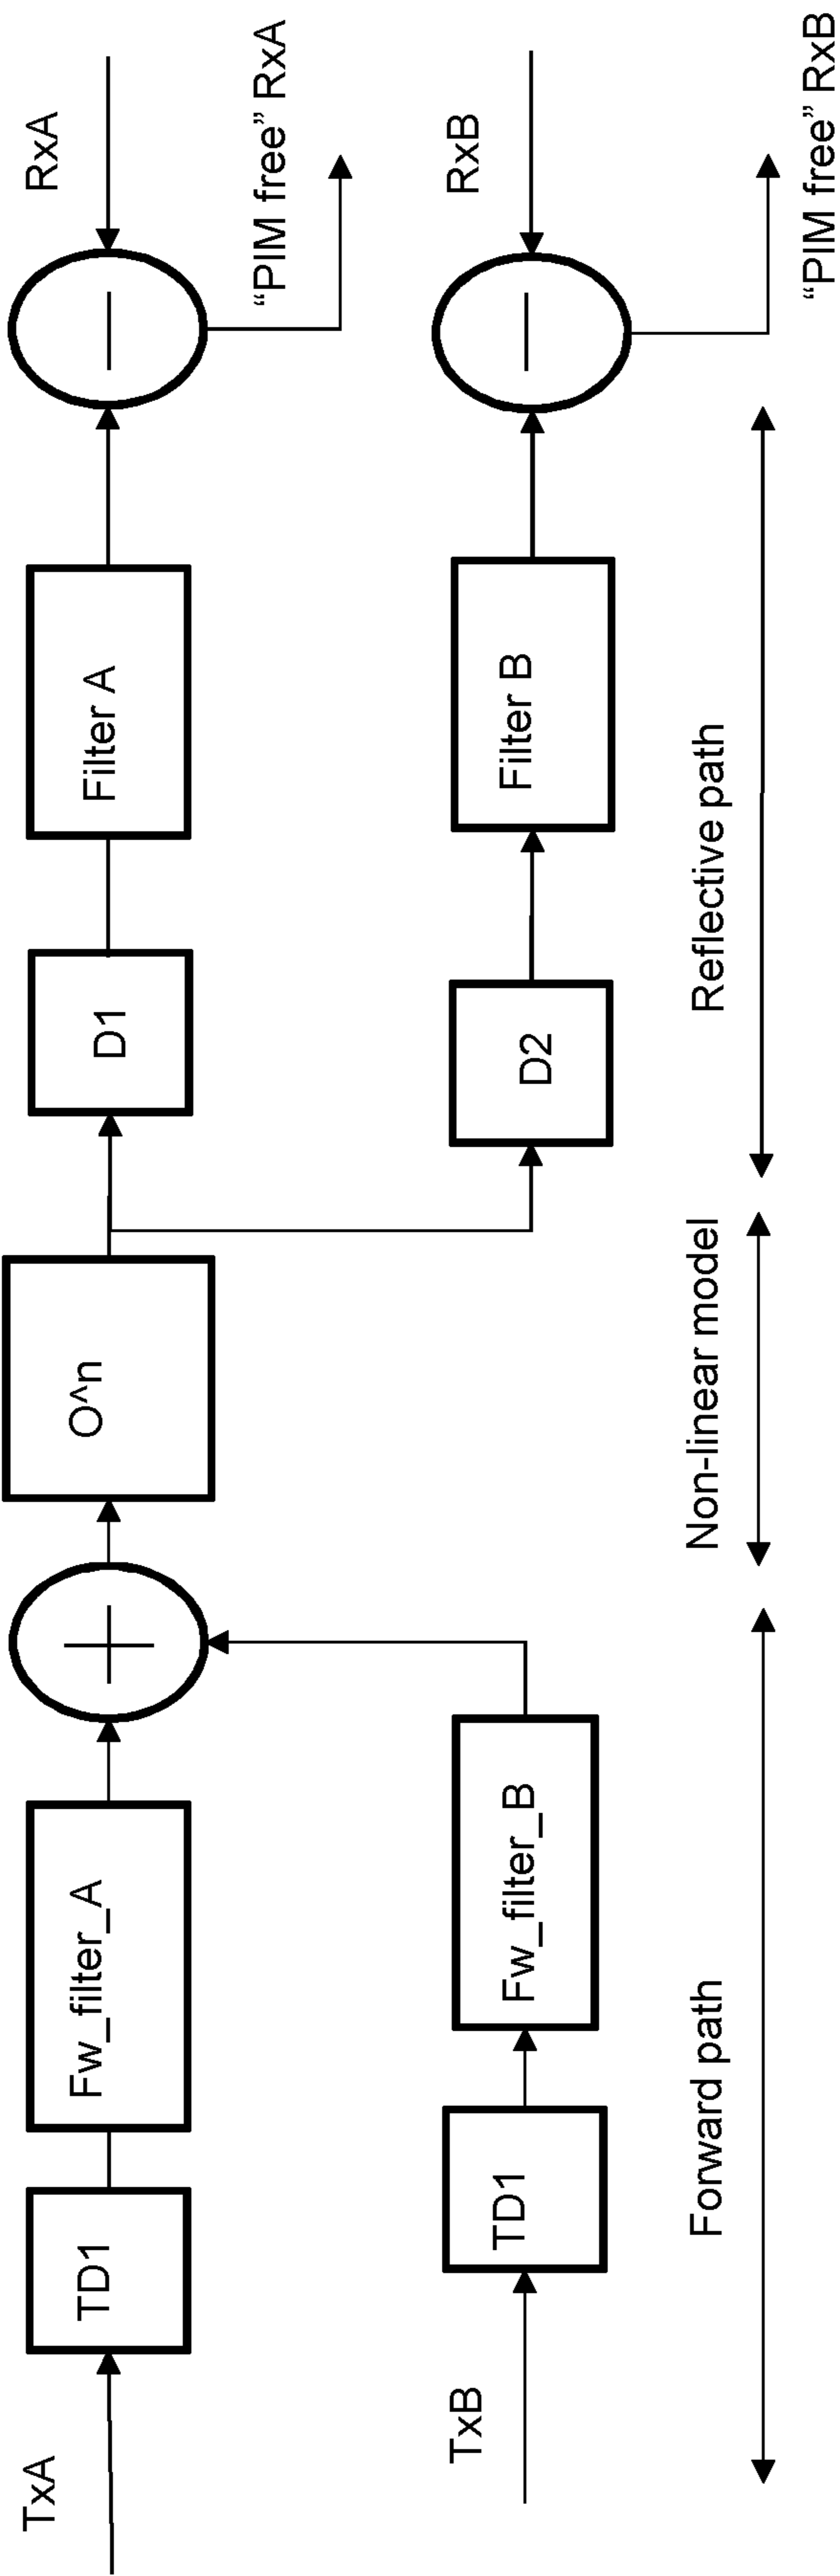 TxA
TD1
Fw_filter_A
+
O^n
D1
Filter A
—
RxA
“PIM free” RxA
TxB
TD1
Fw_filter_B
D2
Filter B
—
RxB
“PIM free” RxB
Forward path
Non-linear model
Reflective path